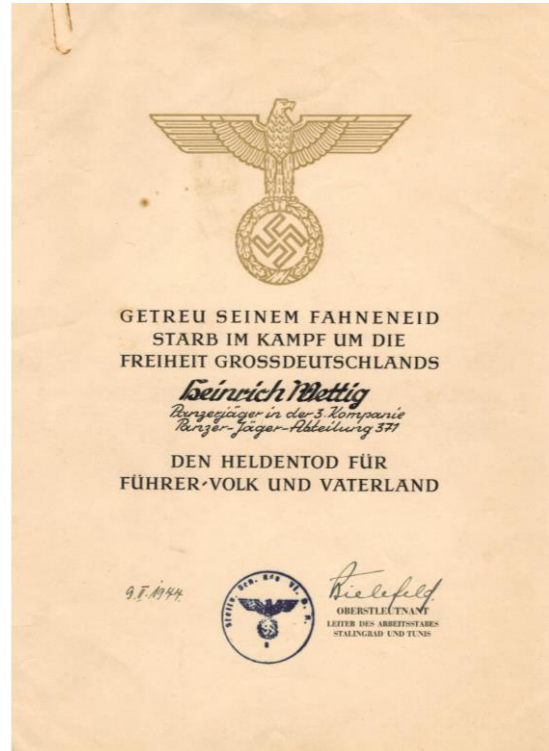 GETREU SEINEM FAHNENEID
STARB IM KAMPF UM DIE
FREIHEIT GROSSDEUTSCHLANDS
Heinrich Mettig
Panzerjäger in der 3. Kompanie
Panzer-Jäger-Abteilung 371
DEN HELDENTOD FÜR
FÜHRER-VOLK UND VATERLAND
Bielefeld
OBERSTLEUTNANT
LEITER DES ARBEITSSTABES
STALINGRAD UND TUNIS